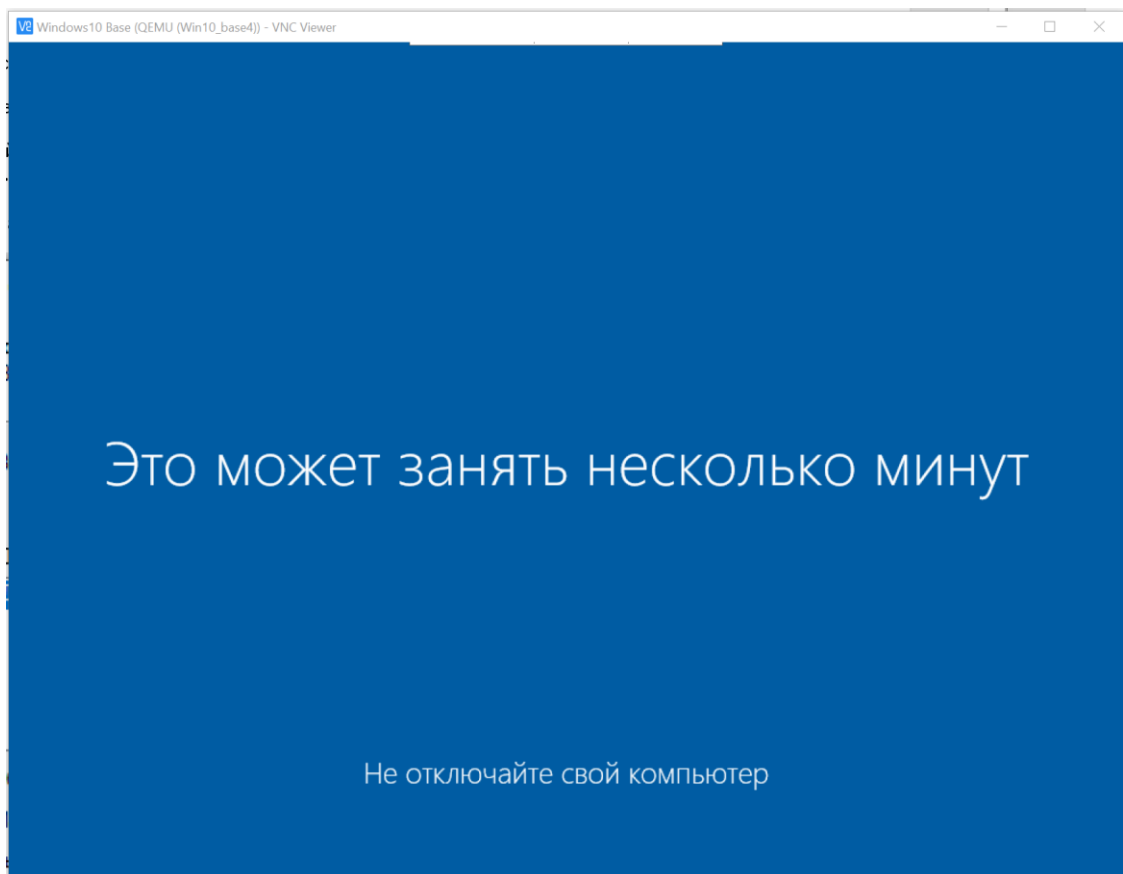 Windows10 Base (QEMU (Win10_base4)) - VNC Viewer
Это может занять несколько минут
Не отключайте свой компьютер